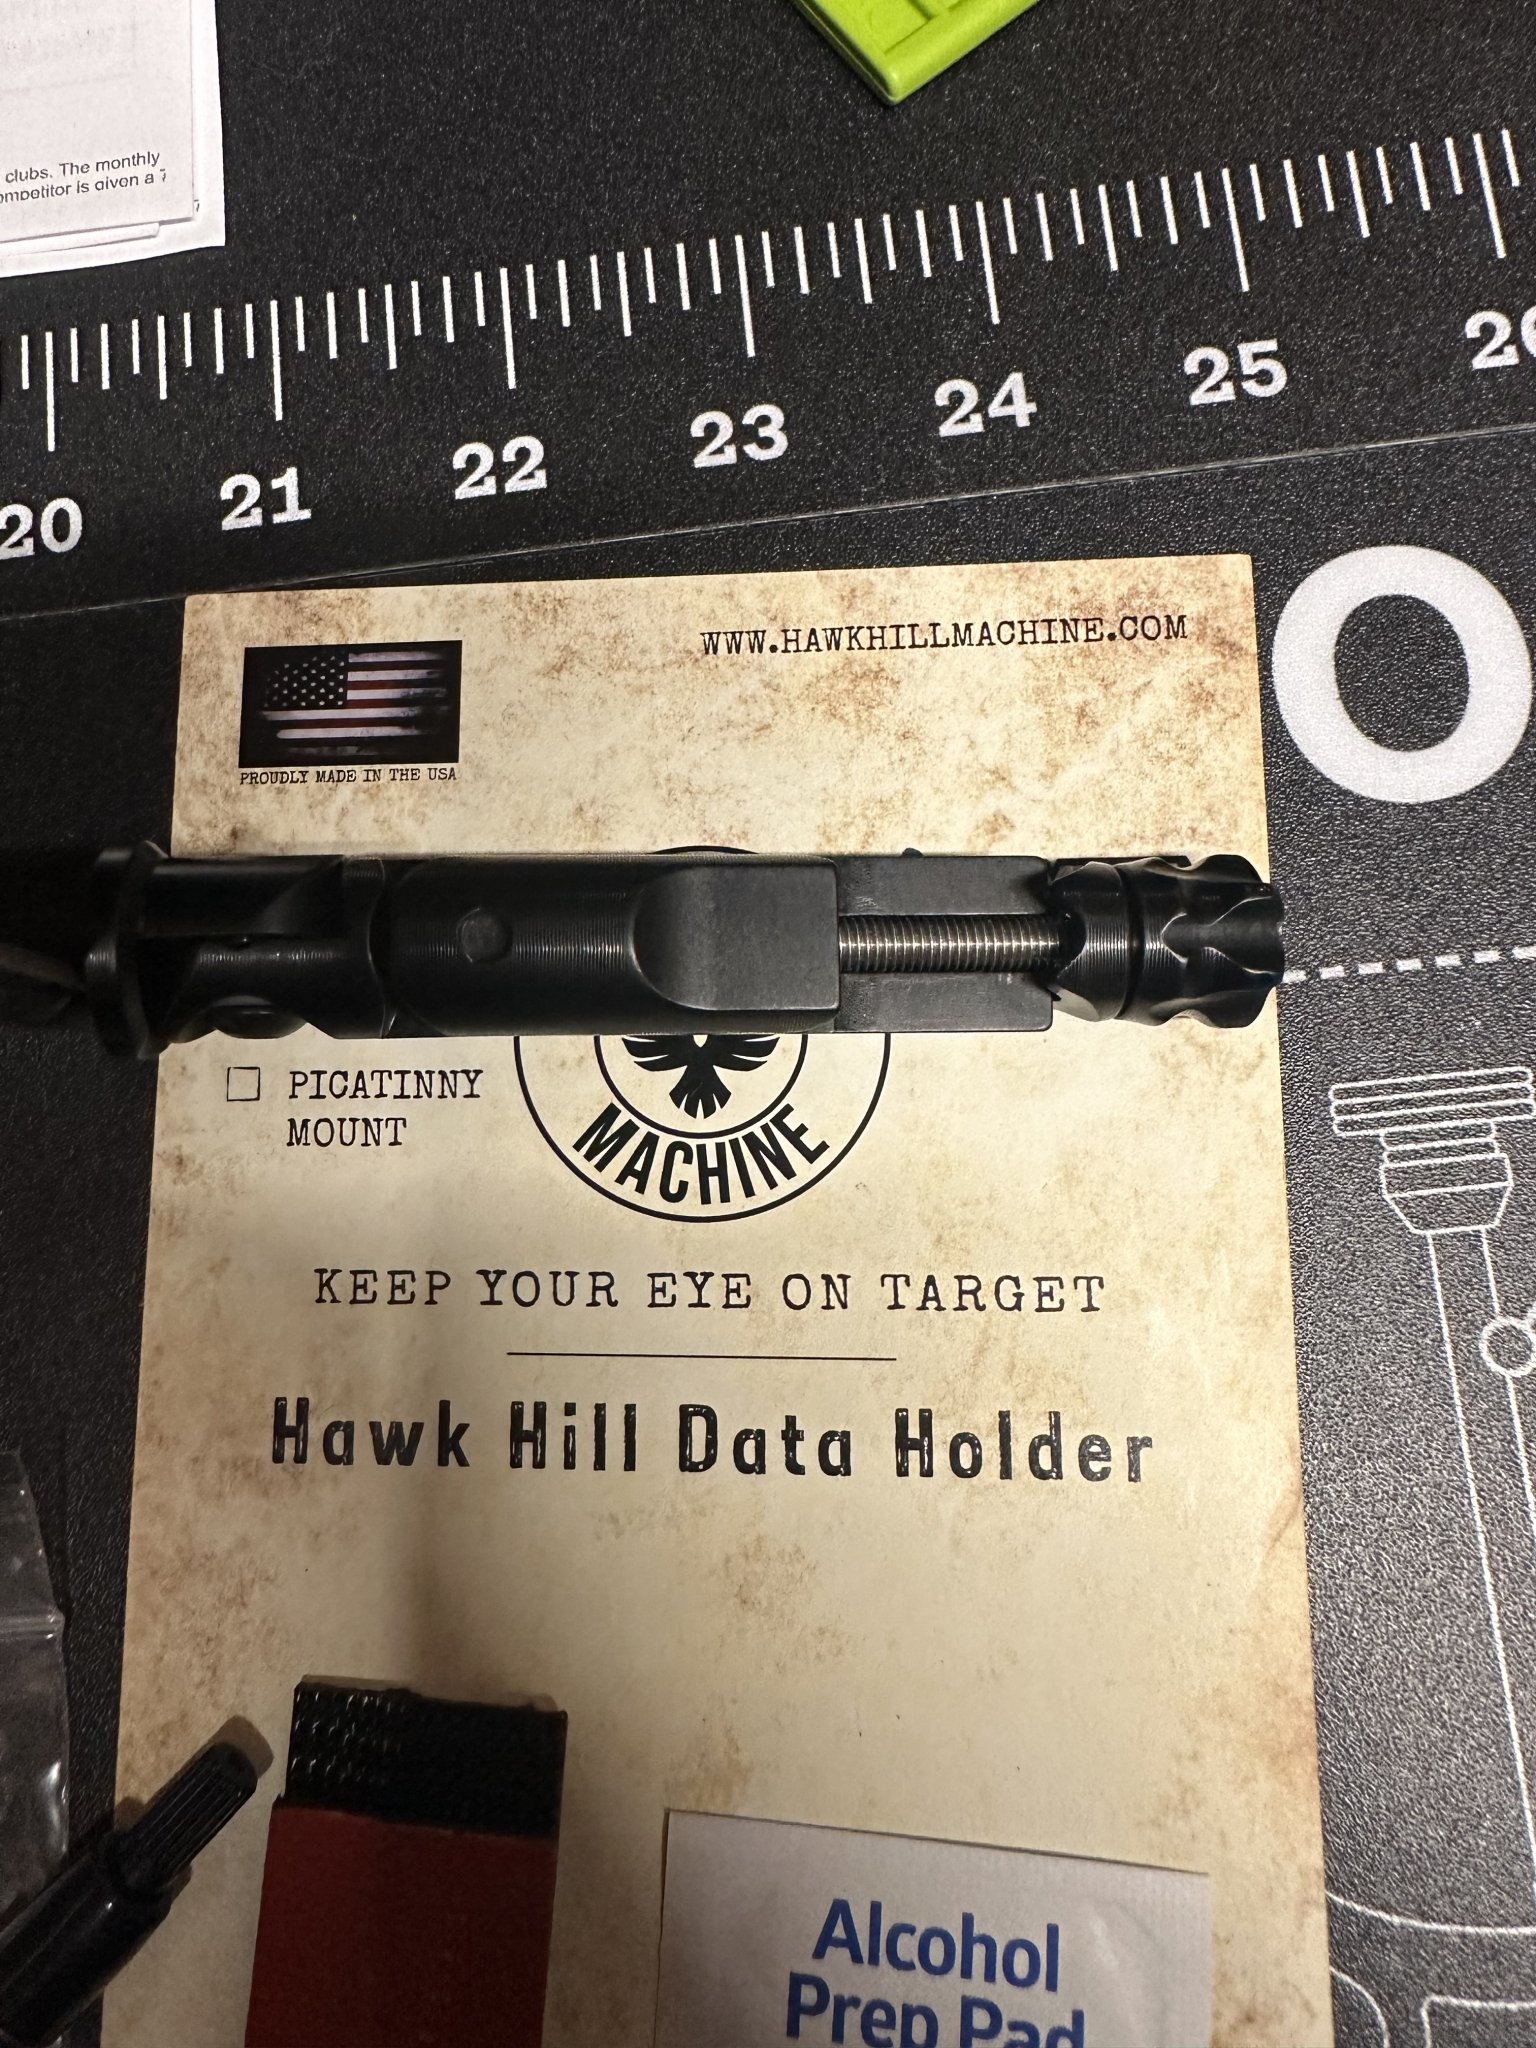 clubs. The monthly
is given a
20 21 22 23 24 25
WWW.HAWKHILLMACHINE.COM
PROUDLY MADE IN THE USA
O
☐ PICATINNY
MOUNT
MACHINE
KEEP YOUR EYE ON TARGET
Hawk Hill Data Holder
Alcohol
Prep Pad